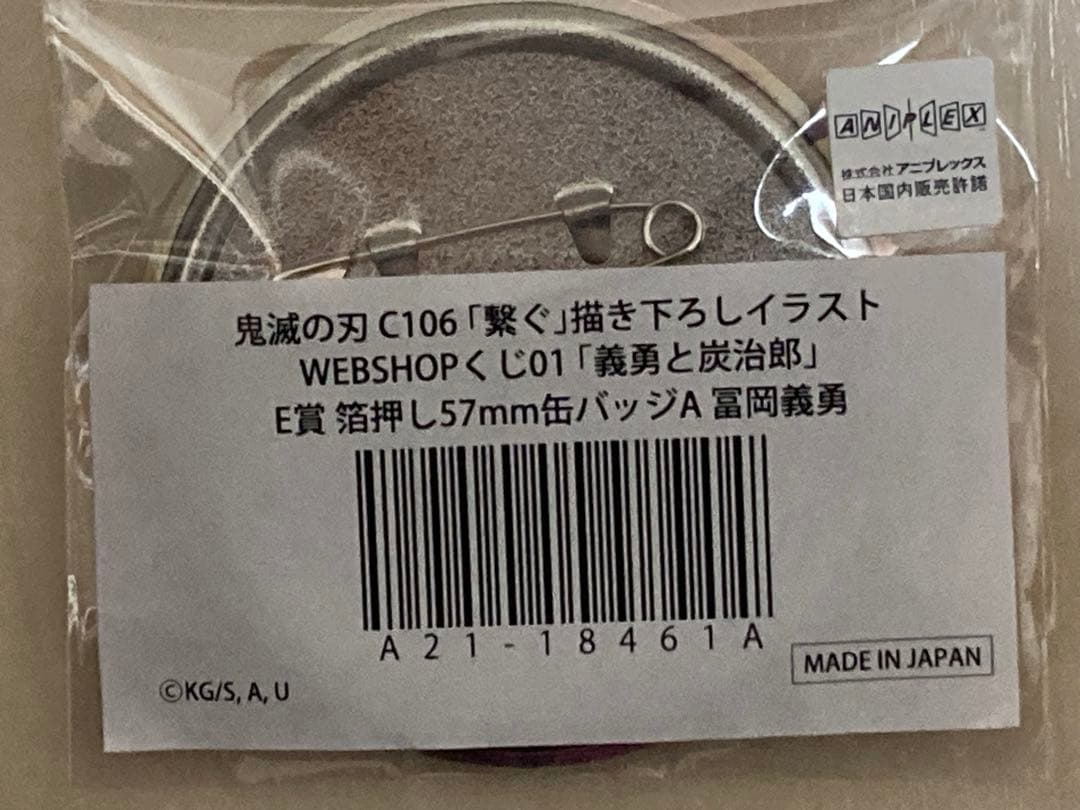 ANIPLEX
株式会社アニプレックス
日本国内販売許諾
鬼滅の刃 C106「繋ぐ」描き下ろしイラスト
WEBSHOPくじ01「義勇と炭治郎」
E賞 箔押し57mm缶バッジA 冨岡義勇
A21-18461A
MADE IN JAPAN
©KG/S, A, U